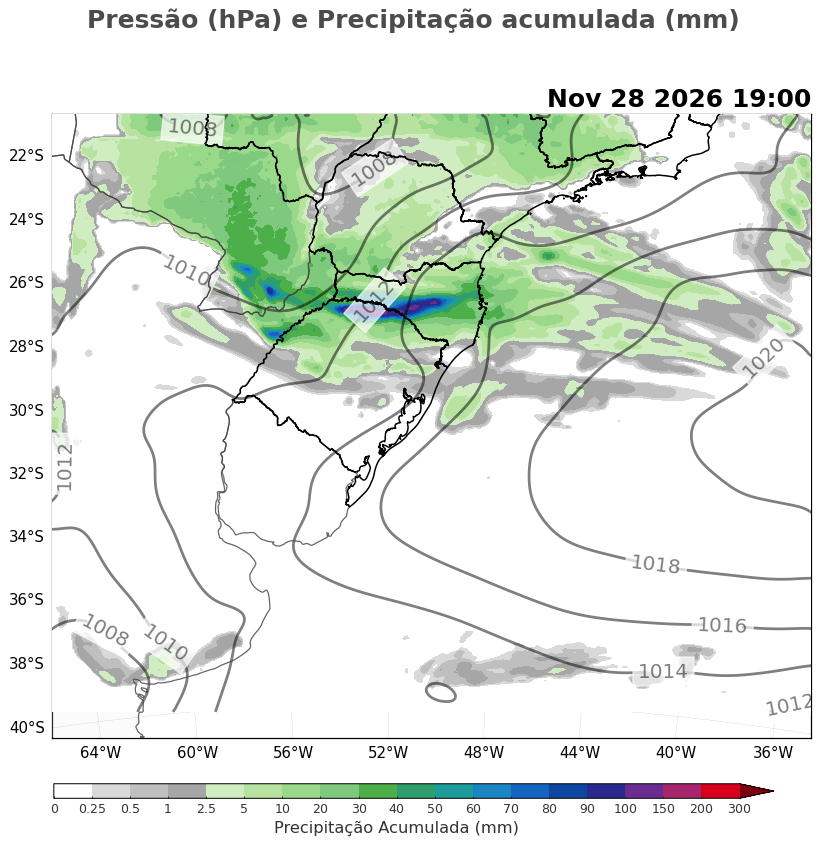 Pressão (hPa) e Precipitação acumulada (mm)
Nov 28 2026 19:00
1008
1008
22°S
24°S
1010
26°S
1012
28°S
1020
30°S
1012
32°S
34°S
1018
36°S
1008
1010
1016
38°S
1014
1012
40°S
64°W 60°W 56°W 52°W 48°W 44°W 40°W 36°W
0 0.25 0.5 1 2.5 5 10 20 30 40 50 60 70 80 90 100 150 200 300
Precipitação Acumulada (mm)